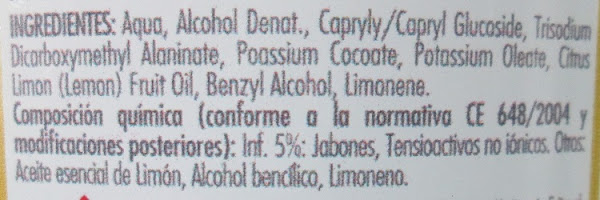 INGREDIENTES: Aqua, Alcohol Denat., Capryly/Capryl Glucoside, Trisodium
Dicarboxymethyl Alaninate, Poassium Cocoate, Potassium Oleate, Citrus
Limon (Lemon) Fruit Oil, Benzyl Alcohol, Limonene.
Composición química (conforme a la normativa CE 648/2004 y
modificaciones posteriores): Inf. 5%: Jabones, Tensioactivos no iónicos. Otros:
Aceite esencial de Limón, Alcohol bencílico, Limoneno.